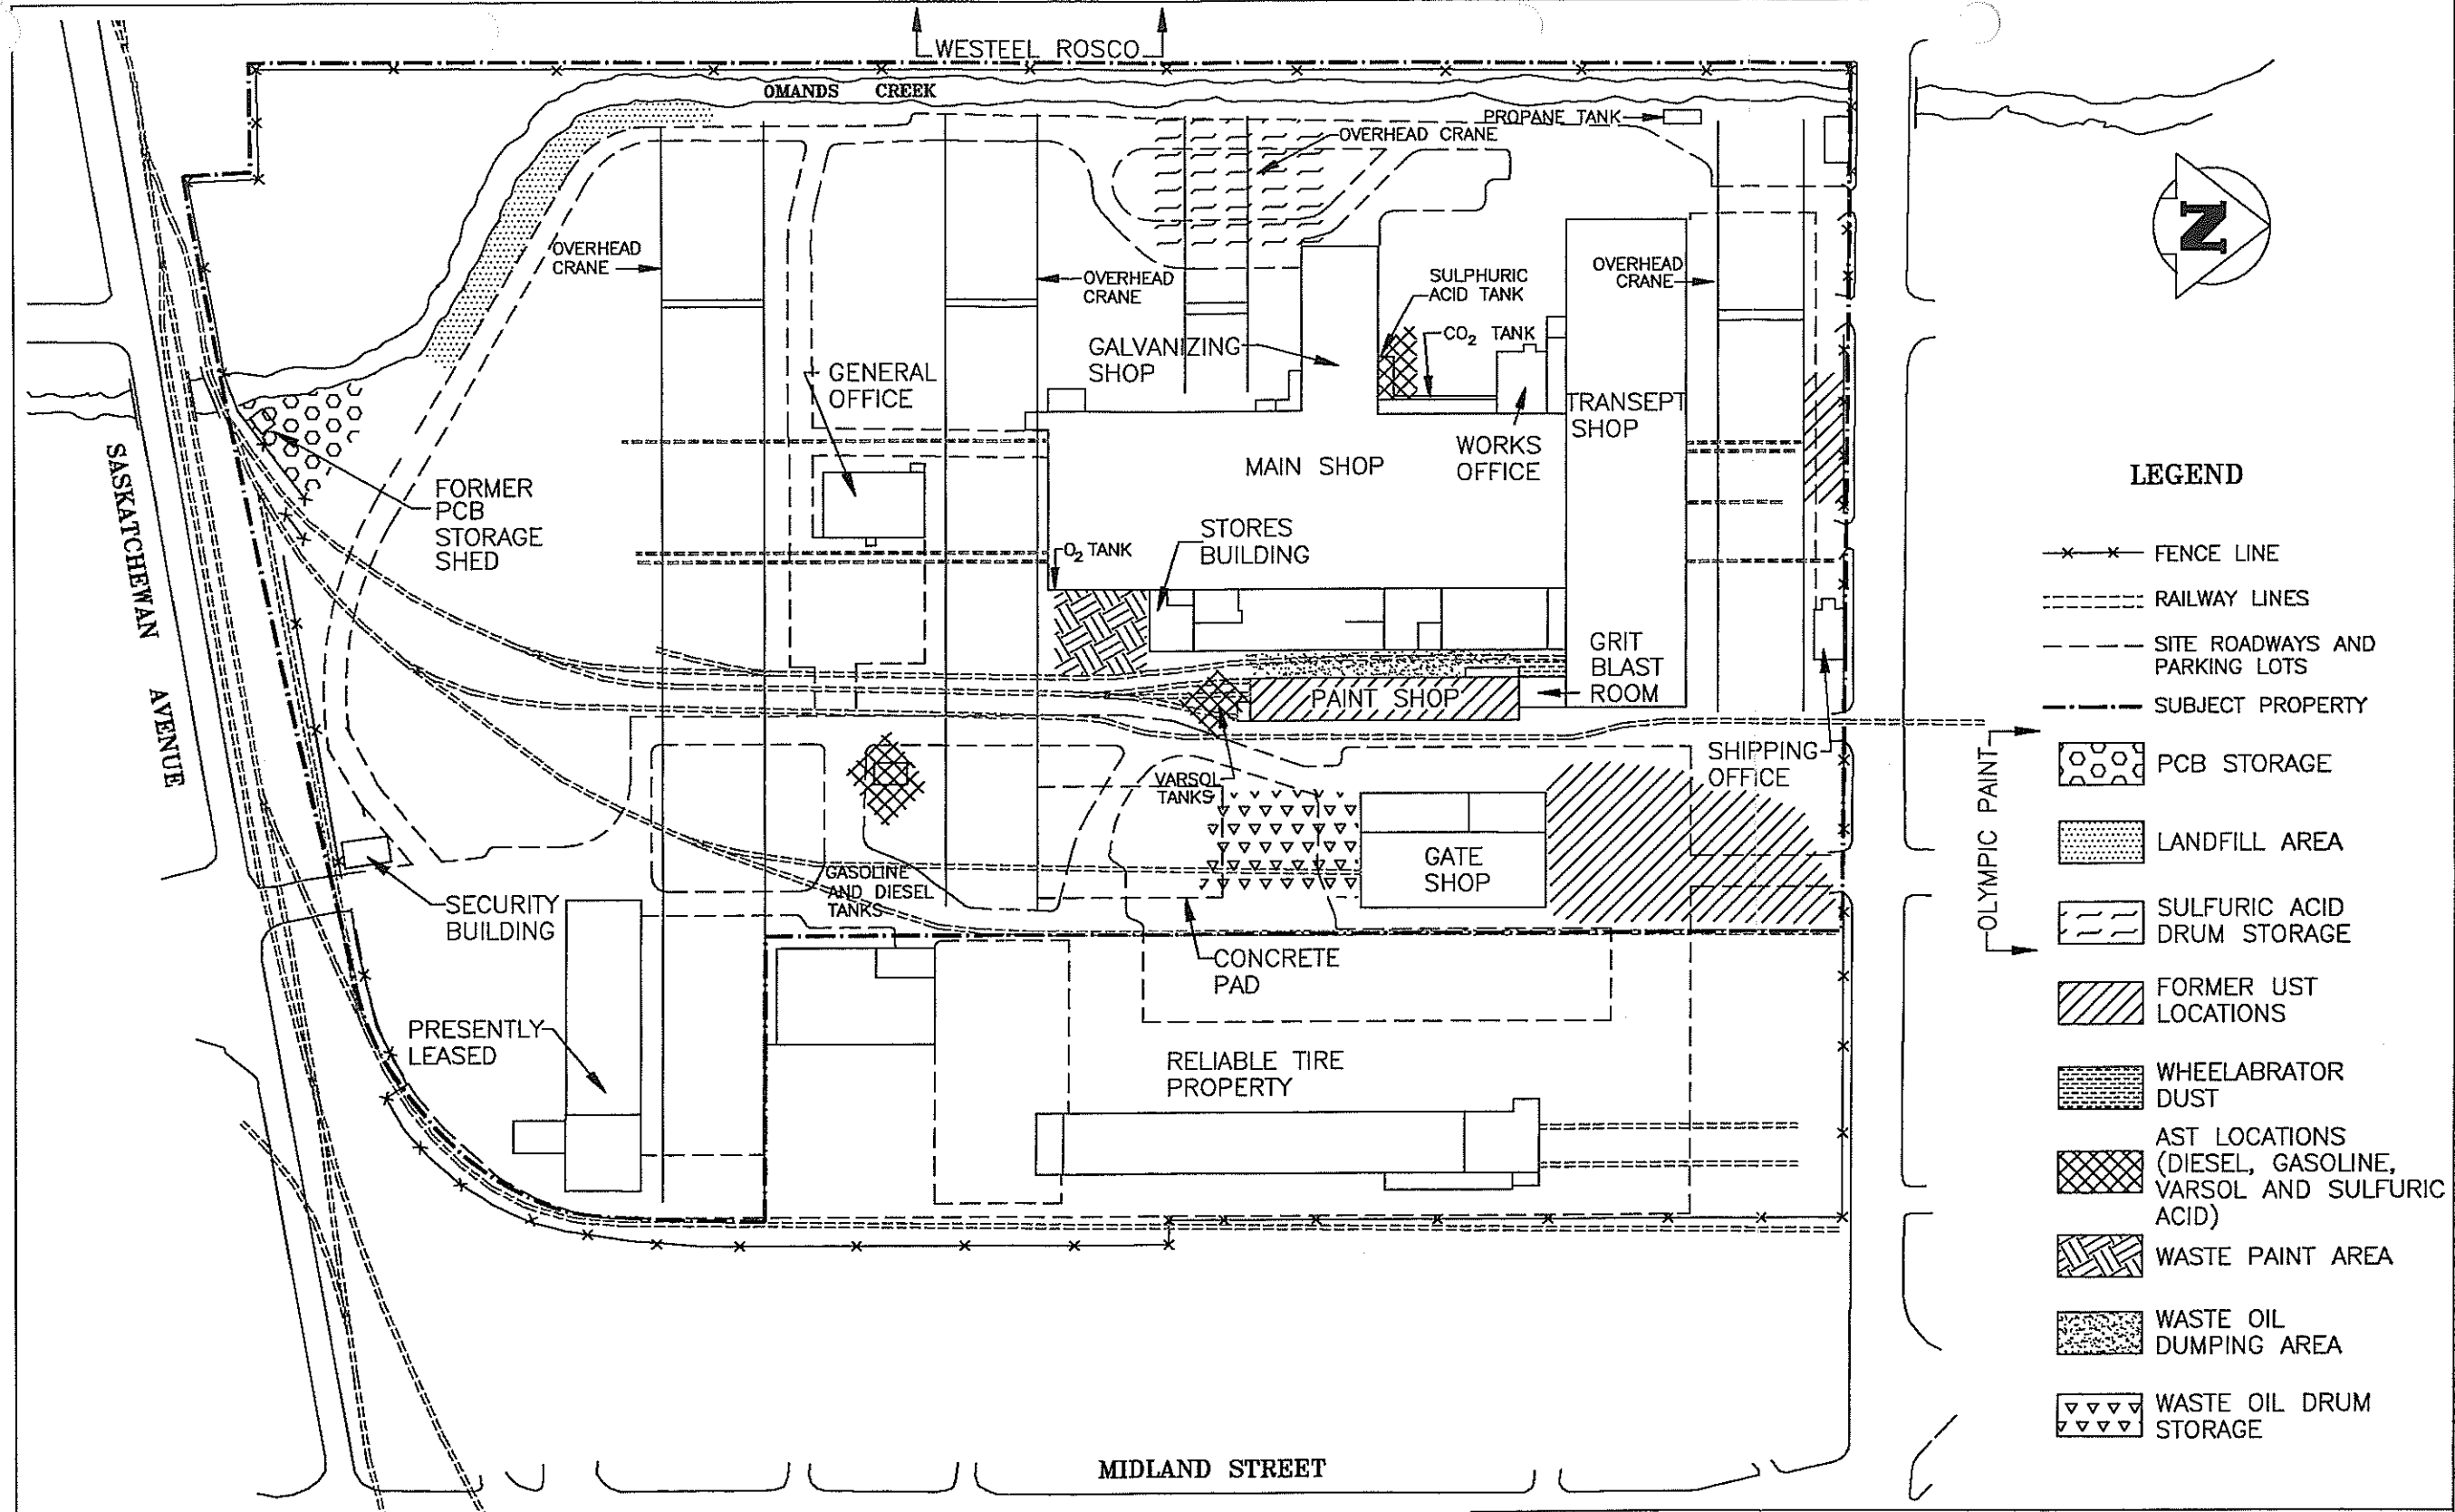 WESTEEL ROSCO
OMANDS CREEK
PROPANE TANK
OVERHEAD CRANE
OVERHEAD
CRANE
OVERHEAD
CRANE
SULPHURIC
ACID TANK
OVERHEAD
CRANE
N
CO₂ TANK
GALVANIZING
SHOP
GENERAL
OFFICE
TRANSEPT
SHOP
WORKS
OFFICE
MAIN SHOP
SASKATCHEWAN AVENUE
FORMER
PCB
STORAGE
SHED
STORES
BUILDING
O₂ TANK
GRIT
BLAST
ROOM
PAINT SHOP
SHIPPING
OFFICE
VARSOL
TANKS
GATE
SHOP
GASOLINE
AND DIESEL
TANKS
SECURITY
BUILDING
CONCRETE
PAD
PRESENTLY
LEASED
RELIABLE TIRE
PROPERTY
OLYMPIC PAINT
MIDLAND STREET
LEGEND
FENCE LINE
RAILWAY LINES
SITE ROADWAYS AND
PARKING LOTS
SUBJECT PROPERTY
PCB STORAGE
LANDFILL AREA
SULFURIC ACID
DRUM STORAGE
FORMER UST
LOCATIONS
WHEELABRATOR
DUST
AST LOCATIONS
(DIESEL, GASOLINE,
VARSOL AND SULFURIC
ACID)
WASTE PAINT AREA
WASTE OIL
DUMPING AREA
WASTE OIL DRUM
STORAGE